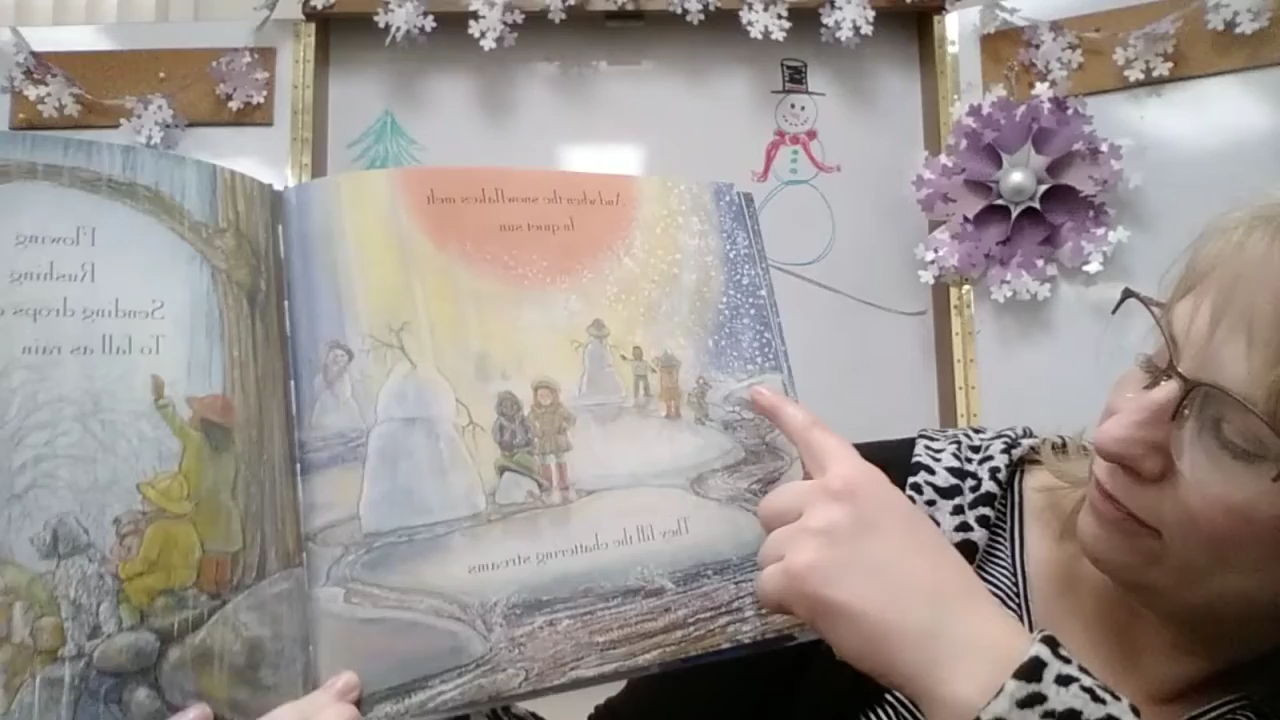 Flowing
Rushing
Sending drops
To fall as rain
And when the snowflakes melt
In quiet sun
They fill the chattering streams